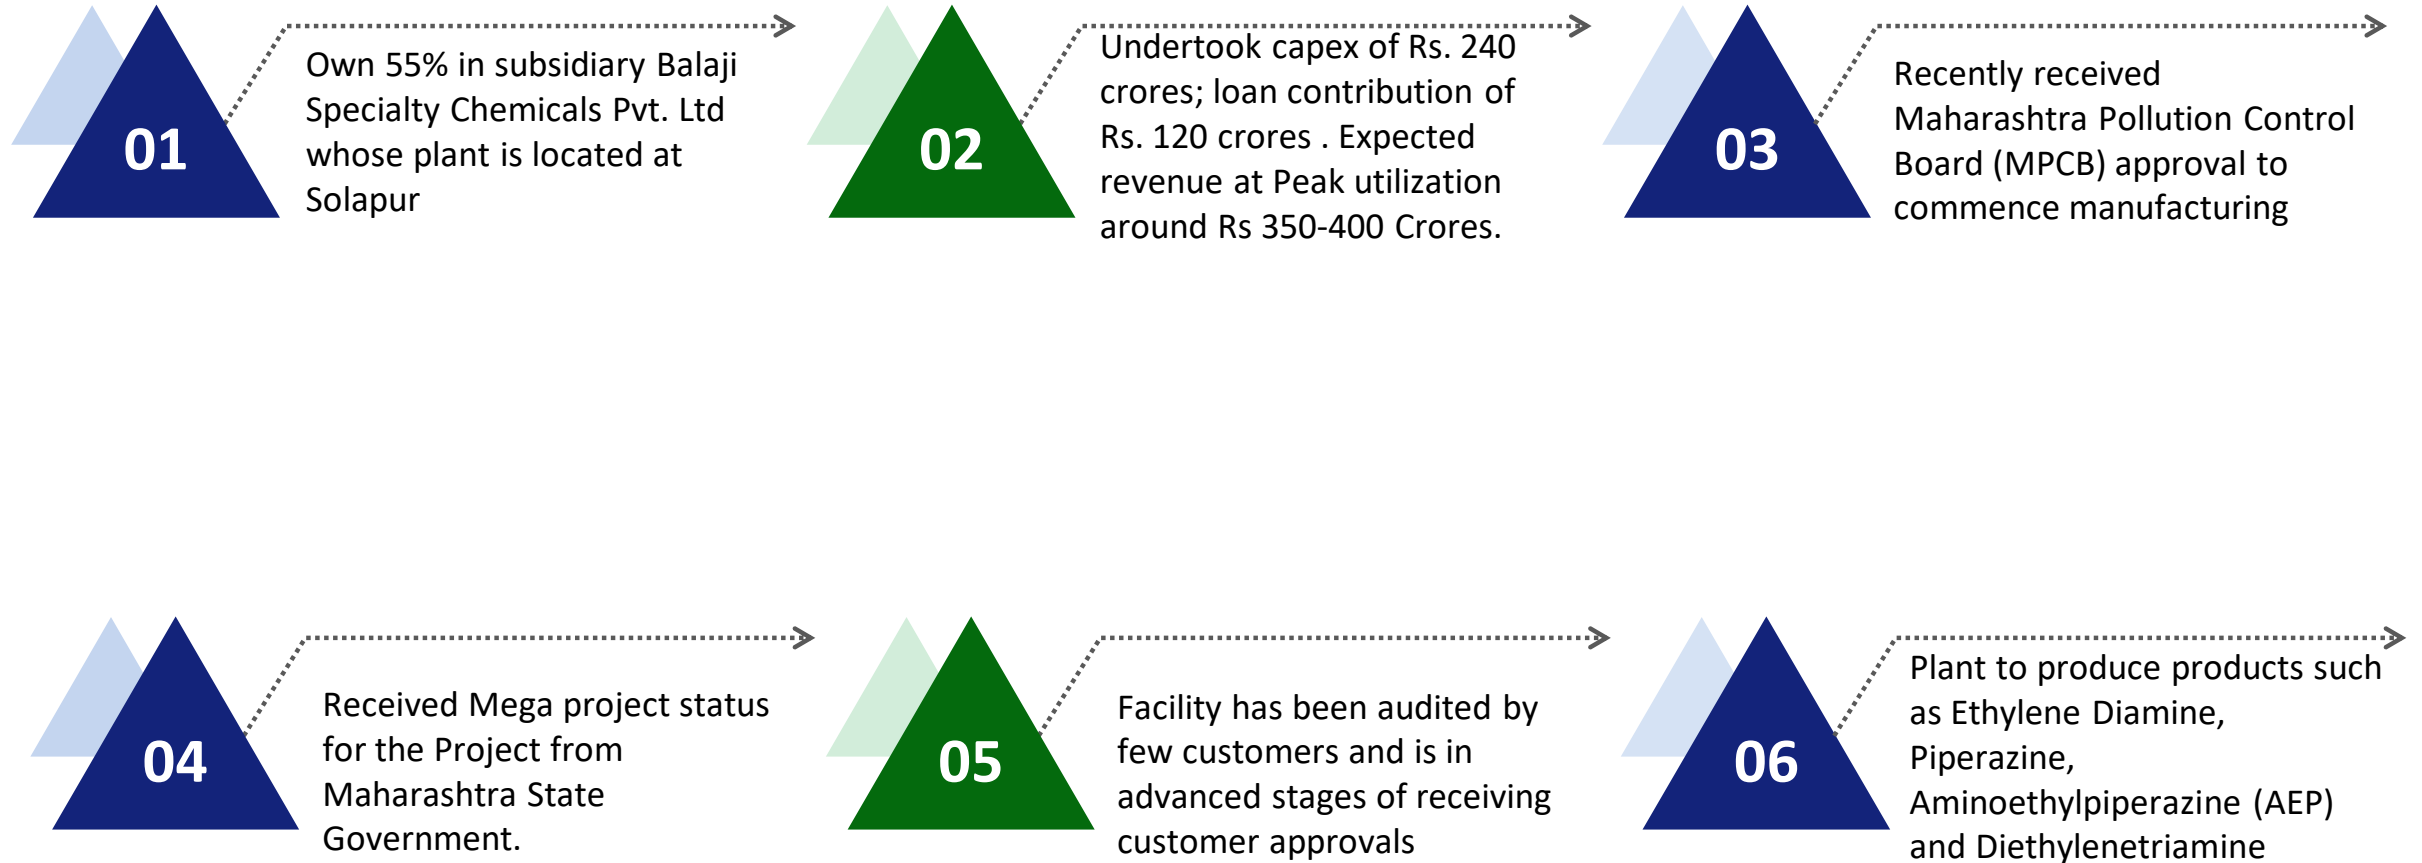 01
Own 55% in subsidiary Balaji
Specialty Chemicals Pvt. Ltd
whose plant is located at
Solapur
02
Undertook capex of Rs. 240
crores; loan contribution of
Rs. 120 crores . Expected
revenue at Peak utilization
around Rs 350-400 Crores.
03
Recently received
Maharashtra Pollution Control
Board (MPCB) approval to
commence manufacturing
04
Received Mega project status
for the Project from
Maharashtra State
Government.
05
Facility has been audited by
few customers and is in
advanced stages of receiving
customer approvals
06
Plant to produce products such
as Ethylene Diamine,
Piperazine,
Aminoethylpiperazine (AEP)
and Diethylenetriamine